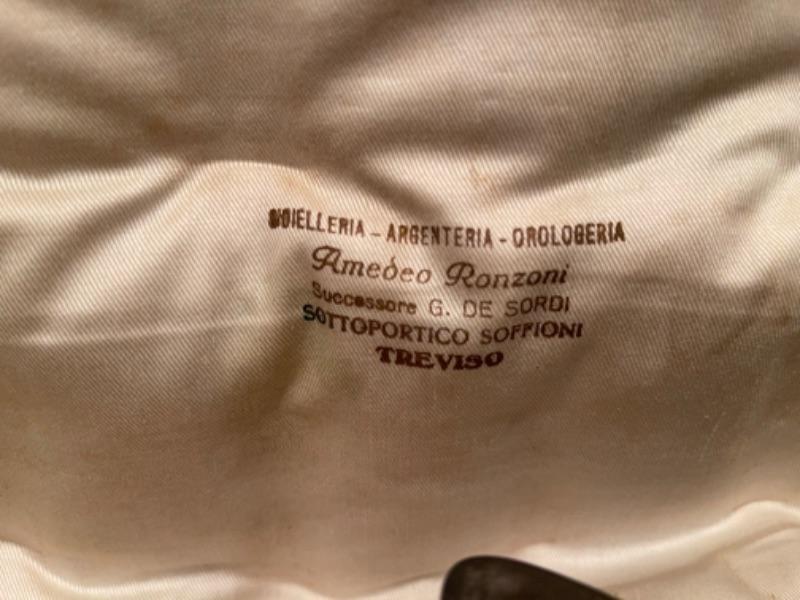 GIOIELLERIA - ARGENTERIA - OROLOGERIA
Amedeo Ronzoni
Successore G. DE SORDI
SOTTOPORTICO SOFFIONI
TREVISO